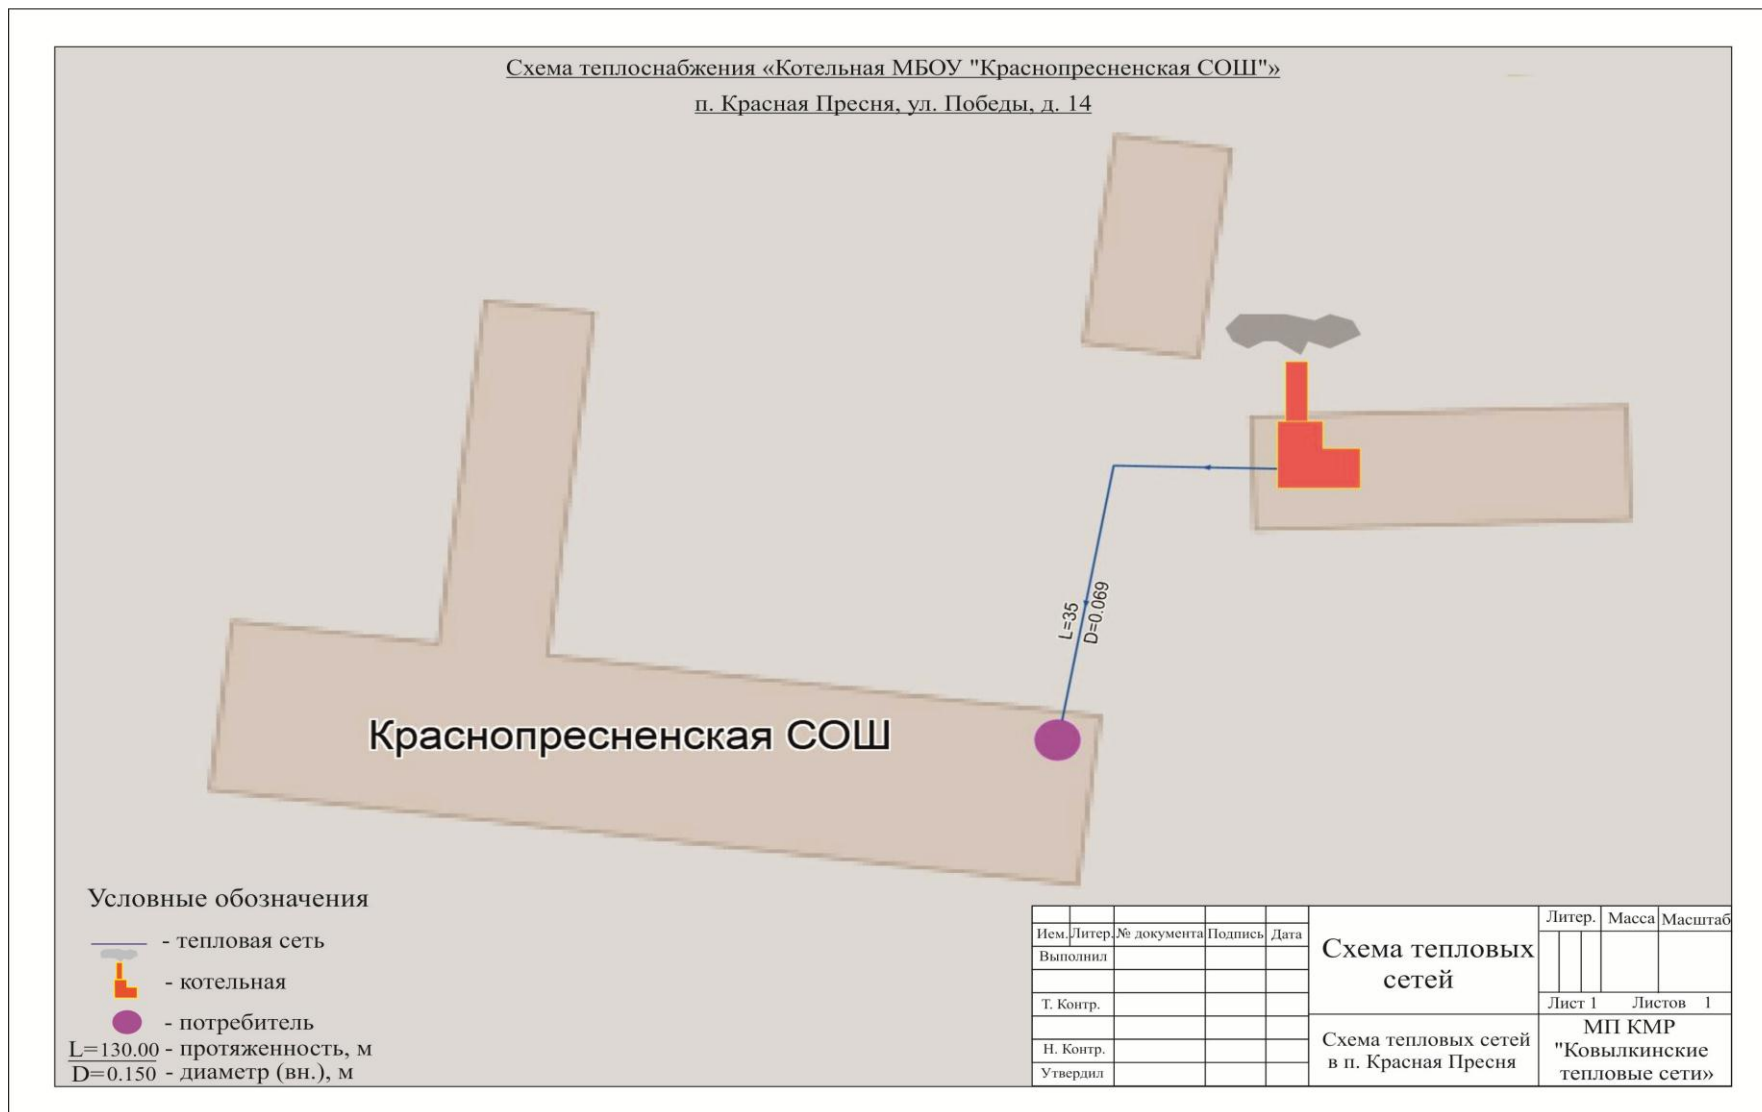 Схема теплоснабжения «Котельная МБОУ "Краснопресненская СОШ"»
п. Красная Пресня, ул. Победы, д. 14
L=35
D=0.069
Краснопресненская СОШ
Условные обозначения
- тепловая сеть
- котельная
- потребитель
L=130.00 - протяженность, м
D=0.150 - диаметр (вн.), м
Ием. Литер. № документа Подпись Дата
Выполнил
Т. Контр.
Н. Контр.
Утвердил
Схема тепловых
сетей
Схема тепловых сетей
в п. Красная Пресня
Литер. Масса Масштаб
Лист 1 Листов 1
МП КМР
"Ковылкинские
тепловые сети»